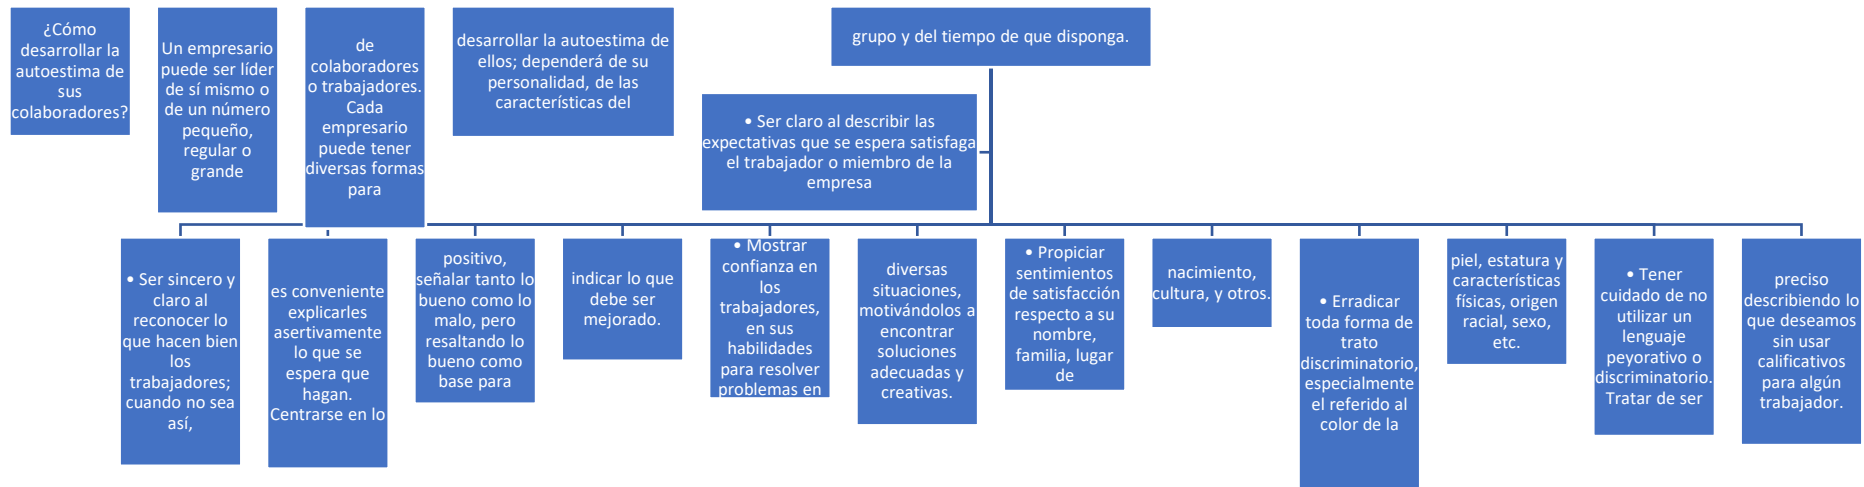 ¿Cómo
desarrollar la
autoestima de
sus
colaboradores?
Un empresario
puede ser líder
de sí mismo o
de un número
pequeño,
regular o
grande
de
colaboradores
o trabajadores.
Cada
empresario
puede tener
diversas formas
para
desarrollar la autoestima de
ellos; dependerá de su
personalidad, de las
características del
grupo y del tiempo de que disponga.
• Ser claro al describir las
expectativas que se espera satisfaga
el trabajador o miembro de la
empresa
• Ser sincero y
claro al
reconocer lo
que hacen bien
los
trabajadores;
cuando no sea
así,
es conveniente
explicarles
asertivamente
lo que se
espera que
hagan.
Centrarse en lo
positivo,
señalar tanto lo
bueno como lo
malo, pero
resaltando lo
bueno como
base para
indicar lo que
debe ser
mejorado.
• Mostrar
confianza en
los
trabajadores,
en sus
habilidades
para resolver
problemas en
diversas
situaciones,
motivándolos a
encontrar
soluciones
adecuadas y
creativas.
• Propiciar
sentimientos
de satisfacción
respecto a su
nombre,
familia, lugar
de
nacimiento,
cultura, y otros.
• Erradicar
toda forma de
trato
discriminatorio,
especialmente
el referido al
color de la
piel, estatura y
características
físicas, origen
racial, sexo,
etc.
• Tener
cuidado de no
utilizar un
lenguaje
peyorativo o
discriminatorio.
Tratar de ser
preciso
describiendo lo
que deseamos
sin usar
calificativos
para algún
trabajador.